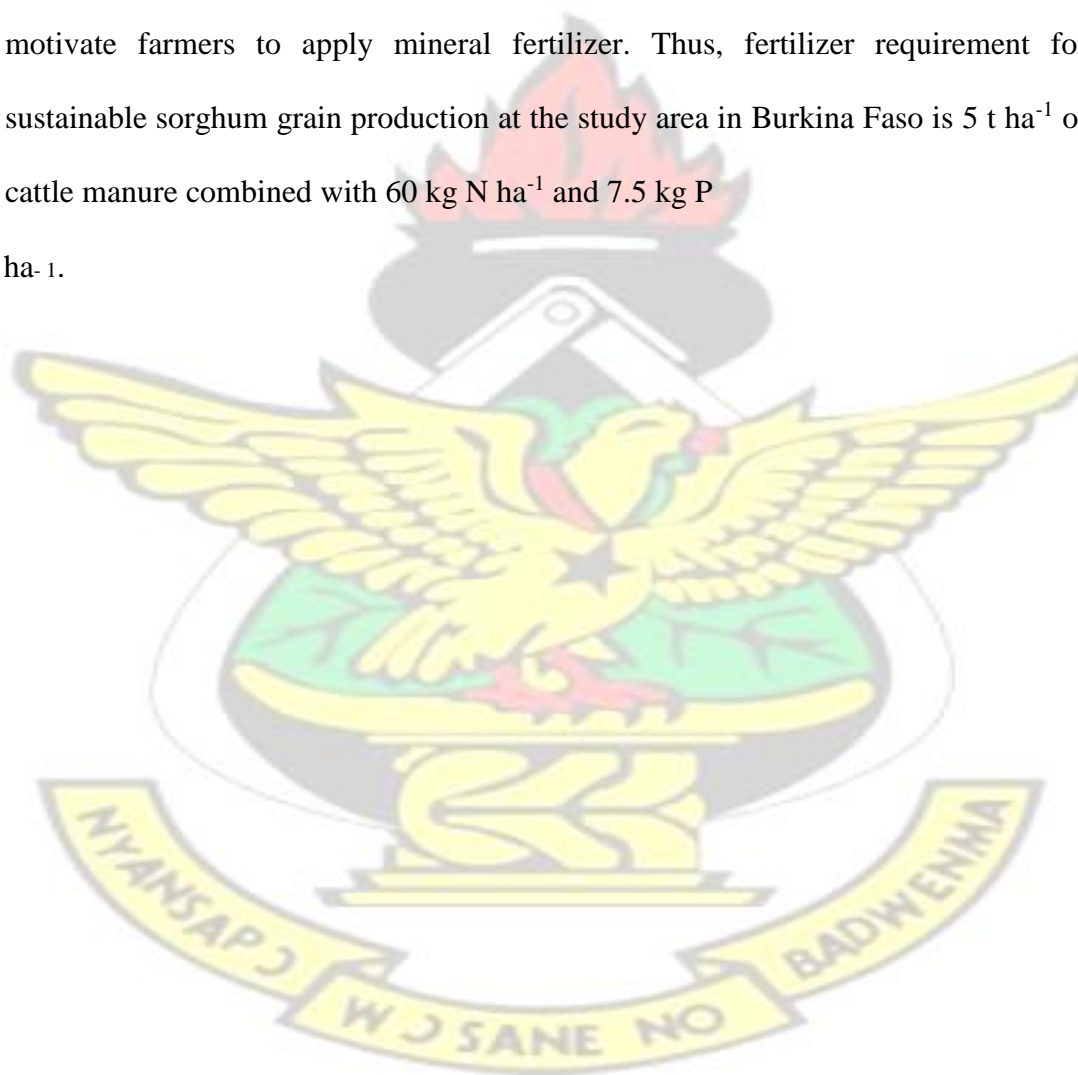 motivate farmers to apply mineral fertilizer. Thus, fertilizer requirement fo
sustainable sorghum grain production at the study area in Burkina Faso is 5 t ha⁻¹ o
cattle manure combined with 60 kg N ha⁻¹ and 7.5 kg P
ha- 1.
NYANSAPƆ WƆSANE NO BADWENMA